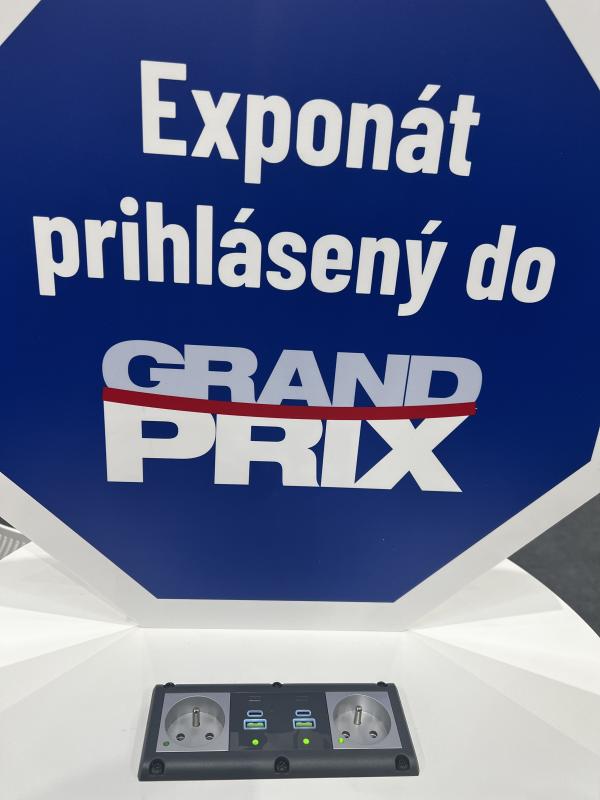 Exponát
prihlásený do
GRAND
PRIX